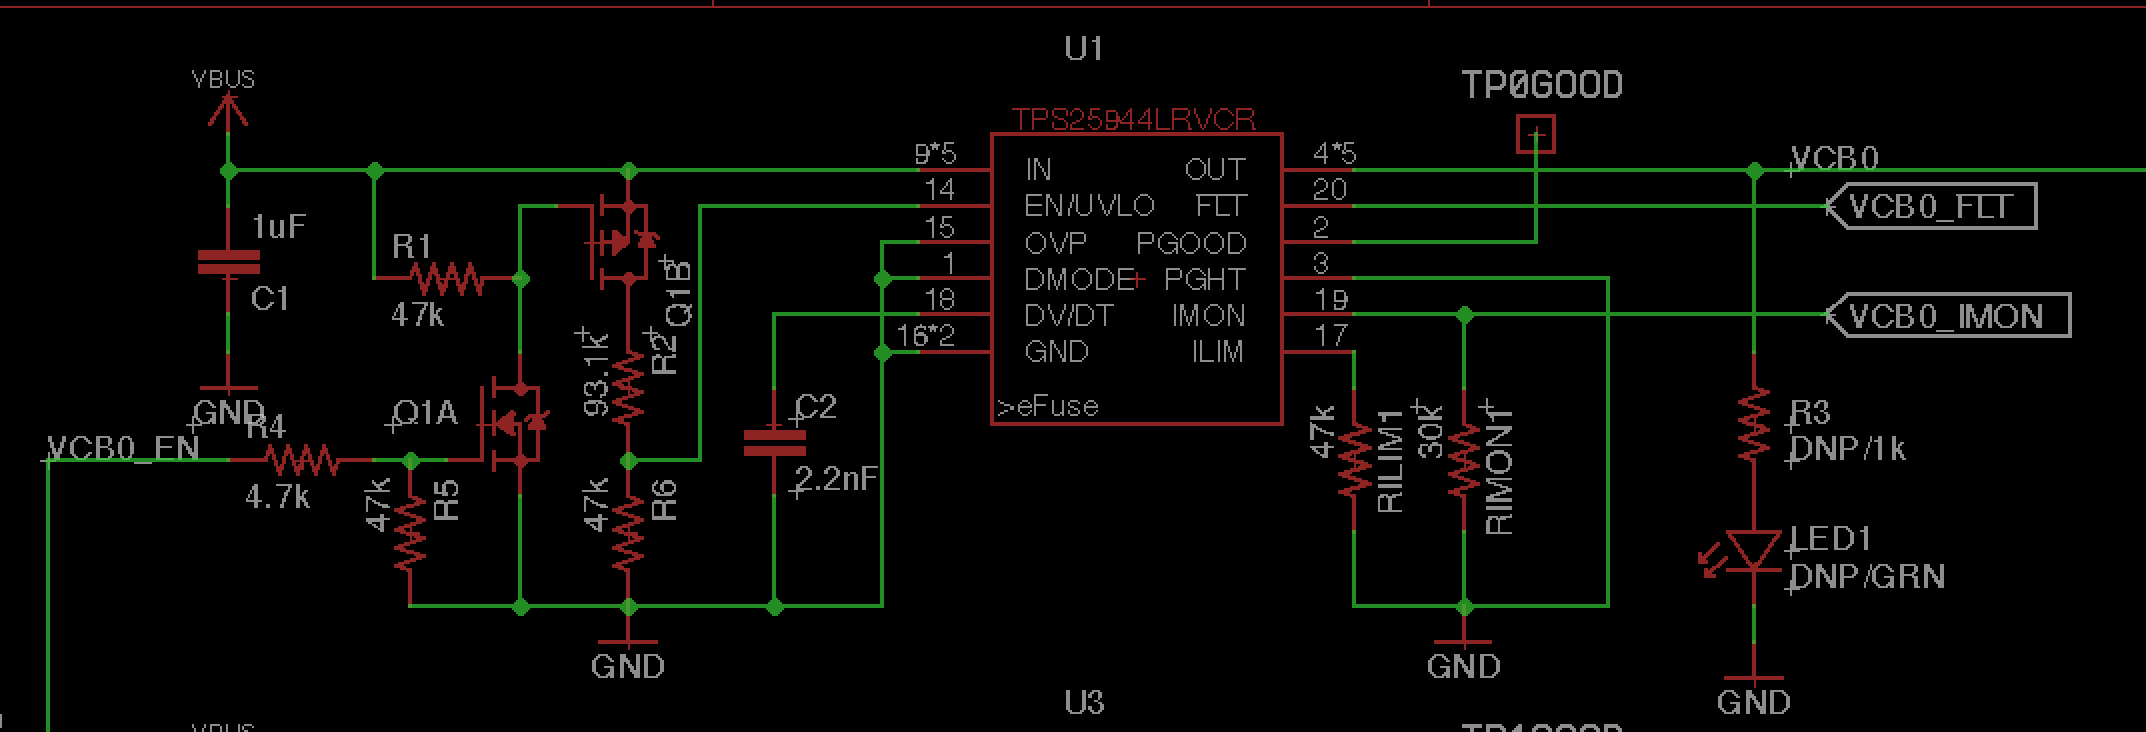 U1
VBUS
TP0GOOD
TPS25944LRVCR
9*5
IN
OUT
4*5
VCB0
14
EN/UVLO
FLT
20
VCB0_FLT
15
OVP
PGOOD
2
1
DMODE
PGHT
3
18
DV/DT
IMON
19
VCB0_IMON
16*2
GND
ILIM
17
>eFuse
1uF
C1
GND
R1
47k
Q1B
93.1k
R2
Q1A
R4
VCB0_EN
4.7k
47k
R5
47k
R6
C2
2.2nF
47k
RILIM1
30k
RIMON1
R3
DNP/1k
LED1
DNP/GRN
GND
GND
GND
U3